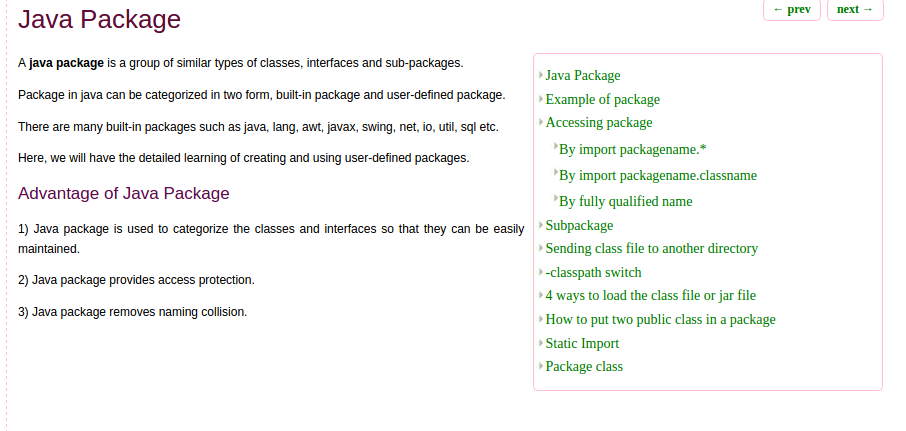 Java Package
← prev
next →
A java package is a group of similar types of classes, interfaces and sub-packages.
Package in java can be categorized in two form, built-in package and user-defined package.
There are many built-in packages such as java, lang, awt, javax, swing, net, io, util, sql etc.
Here, we will have the detailed learning of creating and using user-defined packages.
Advantage of Java Package
1) Java package is used to categorize the classes and interfaces so that they can be easily
maintained.
2) Java package provides access protection.
3) Java package removes naming collision.
Java Package
Example of package
Accessing package
By import packagename.*
By import packagename.classname
By fully qualified name
Subpackage
Sending class file to another directory
-classpath switch
4 ways to load the class file or jar file
How to put two public class in a package
Static Import
Package class